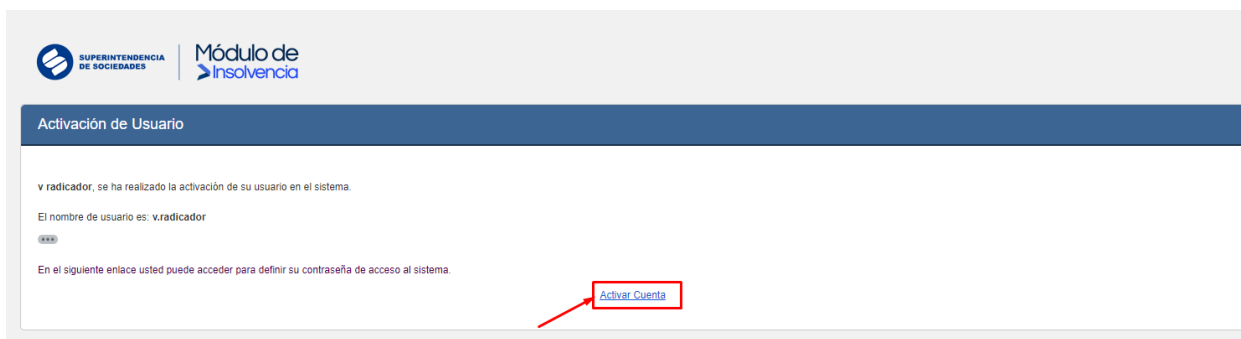 SUPERINTENDENCIA
DE SOCIEDADES
Módulo de
Insolvencia
Activación de Usuario
v radicador, se ha realizado la activación de su usuario en el sistema.
El nombre de usuario es: v.radicador
En el siguiente enlace usted puede acceder para definir su contraseña de acceso al sistema.
Activar Cuenta